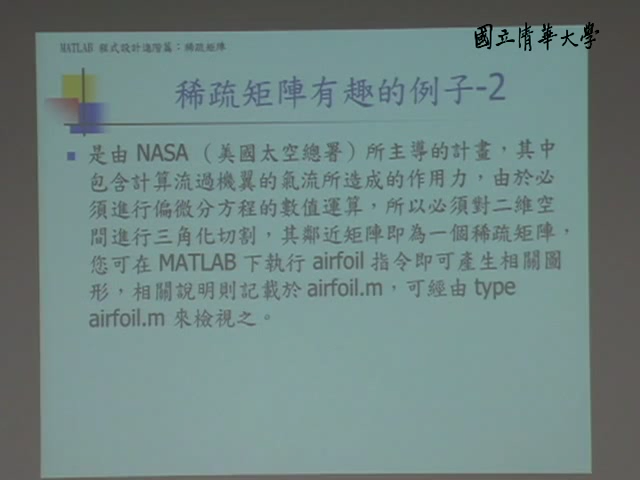 MATLAB 程式設計進階篇：稀疏矩陣
國立清華大學
稀疏矩陣有趣的例子-2
是由 NASA （美國太空總署）所主導的計畫，其中
包含計算流過機翼的氣流所造成的作用力，由於必
須進行偏微分方程的數值運算，所以必須對二維空
間進行三角化切割，其鄰近矩陣即為一個稀疏矩陣，
您可在 MATLAB 下執行 airfoil 指令即可產生相關圖
形，相關說明則記載於 airfoil.m，可經由 type
airfoil.m 來檢視之。